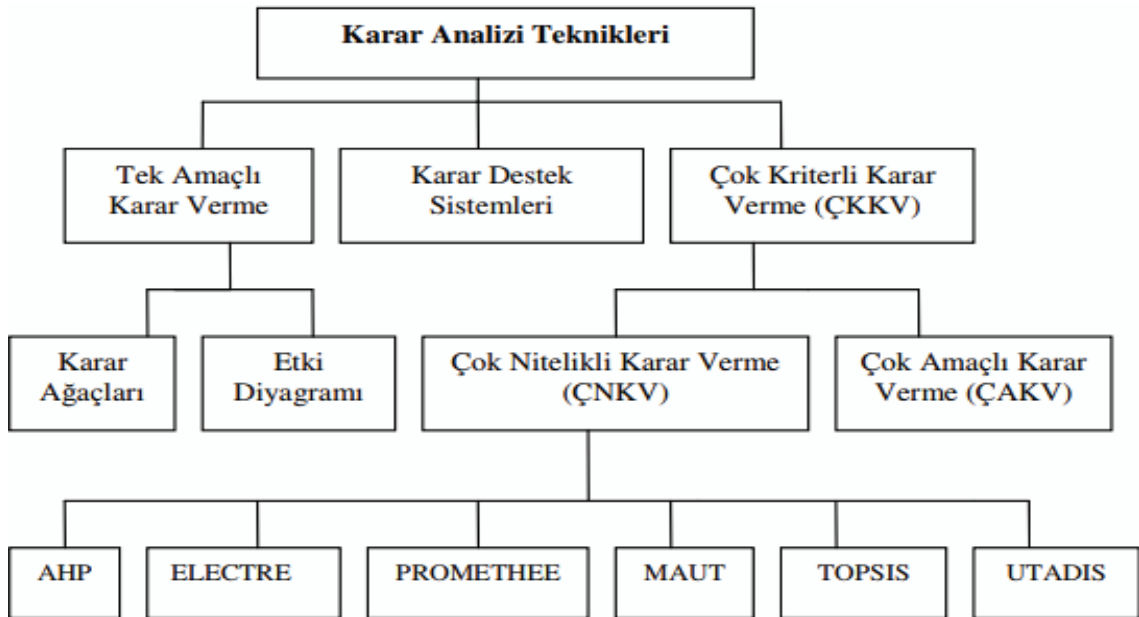 Karar Analizi Teknikleri
Tek Amaçlı
Karar Verme
Karar Destek
Sistemleri
Çok Kriterli Karar
Verme (ÇKKV)
Karar
Ağaçları
Etki
Diyagramı
Çok Nitelikli Karar Verme
(ÇNKV)
Çok Amaçlı Karar
Verme (ÇAKV)
AHP
ELECTRE
PROMETHEE
MAUT
TOPSIS
UTADIS